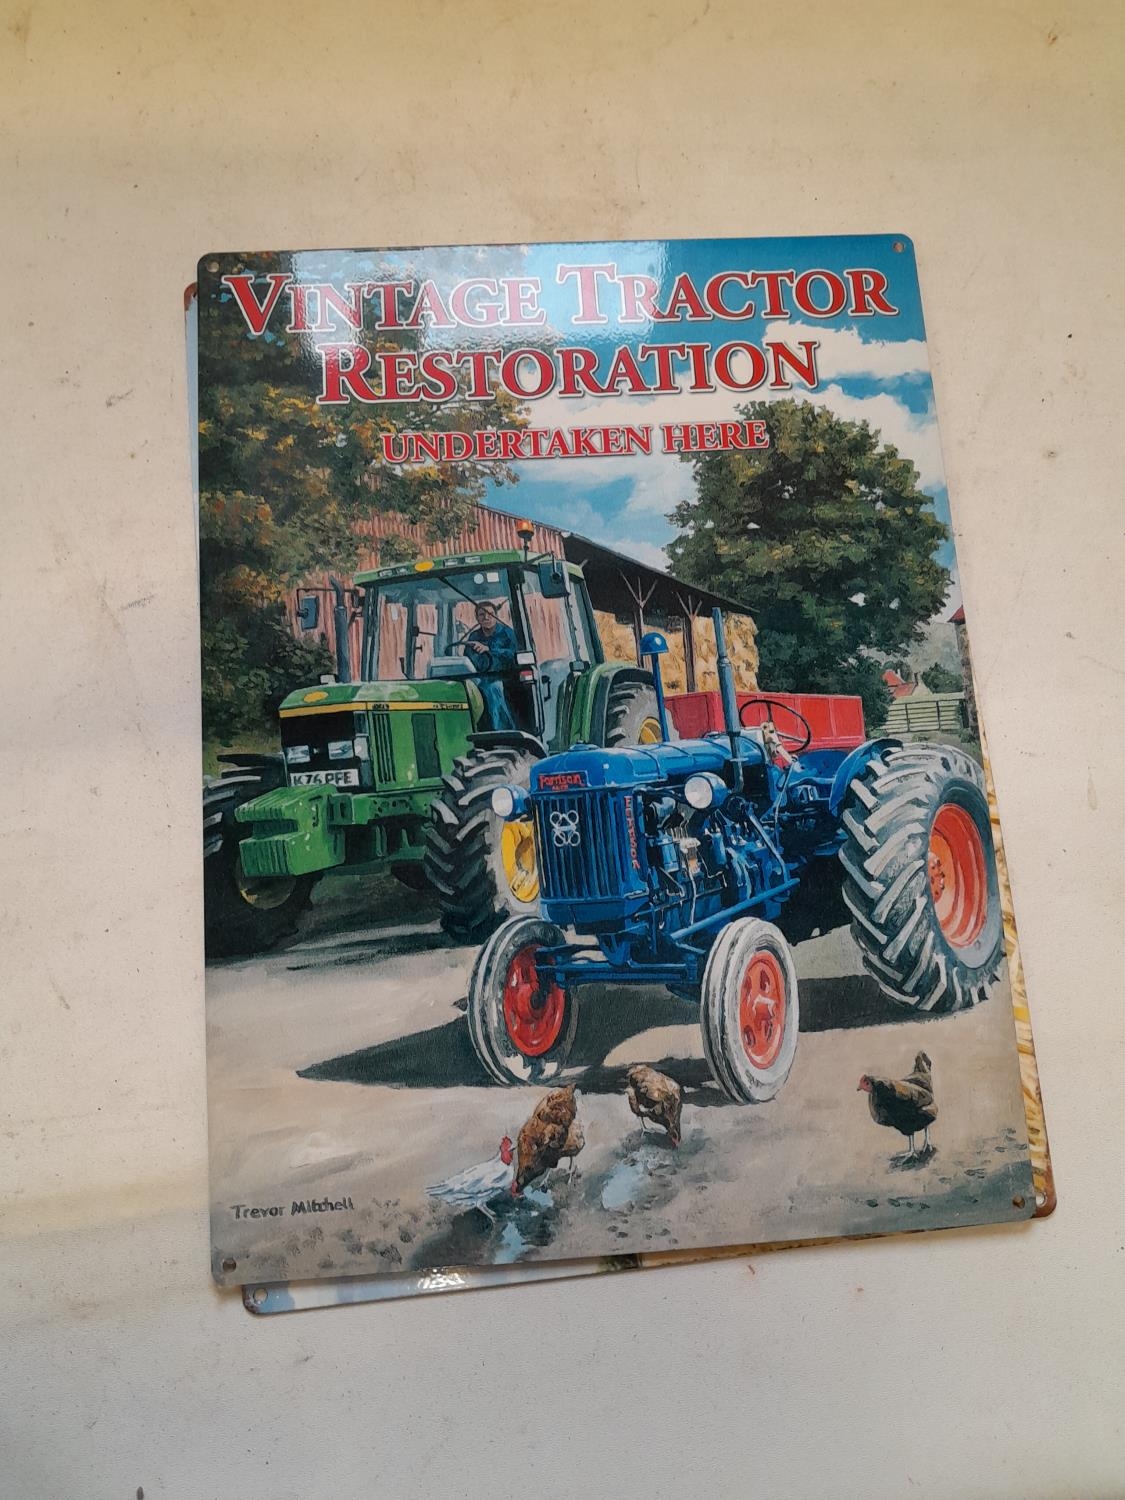 VINTAGE TRACTOR
RESTORATION
UNDERTAKEN HERE
Fordson
K76 PFE
Trevor Mitchell